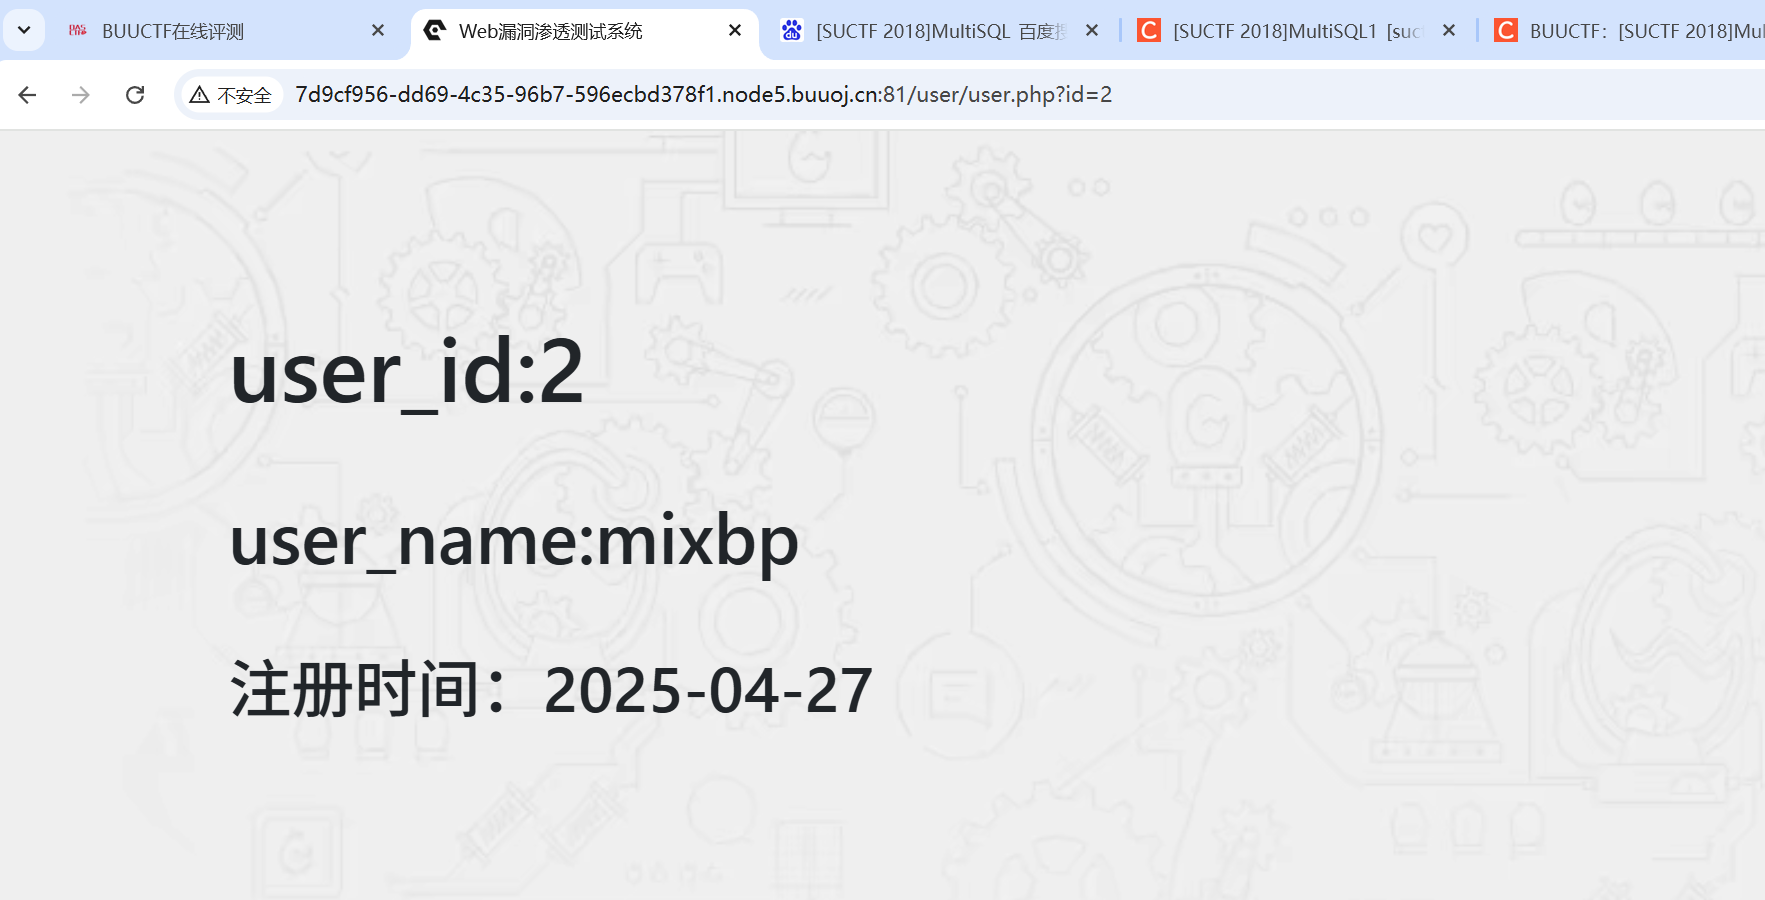 BUUCTF在线评测
Web漏洞渗透测试系统
[SUCTF 2018]MultiSQL 百度
[SUCTF 2018]MultiSQL1 [suc
BUUCTF：[SUCTF 2018]Mul
不安全
7d9cf956-dd69-4c35-96b7-596ecbd378f1.node5.buuoj.cn:81/user/user.php?id=2
user_id:2
user_name:mixbp
注册时间：2025-04-27